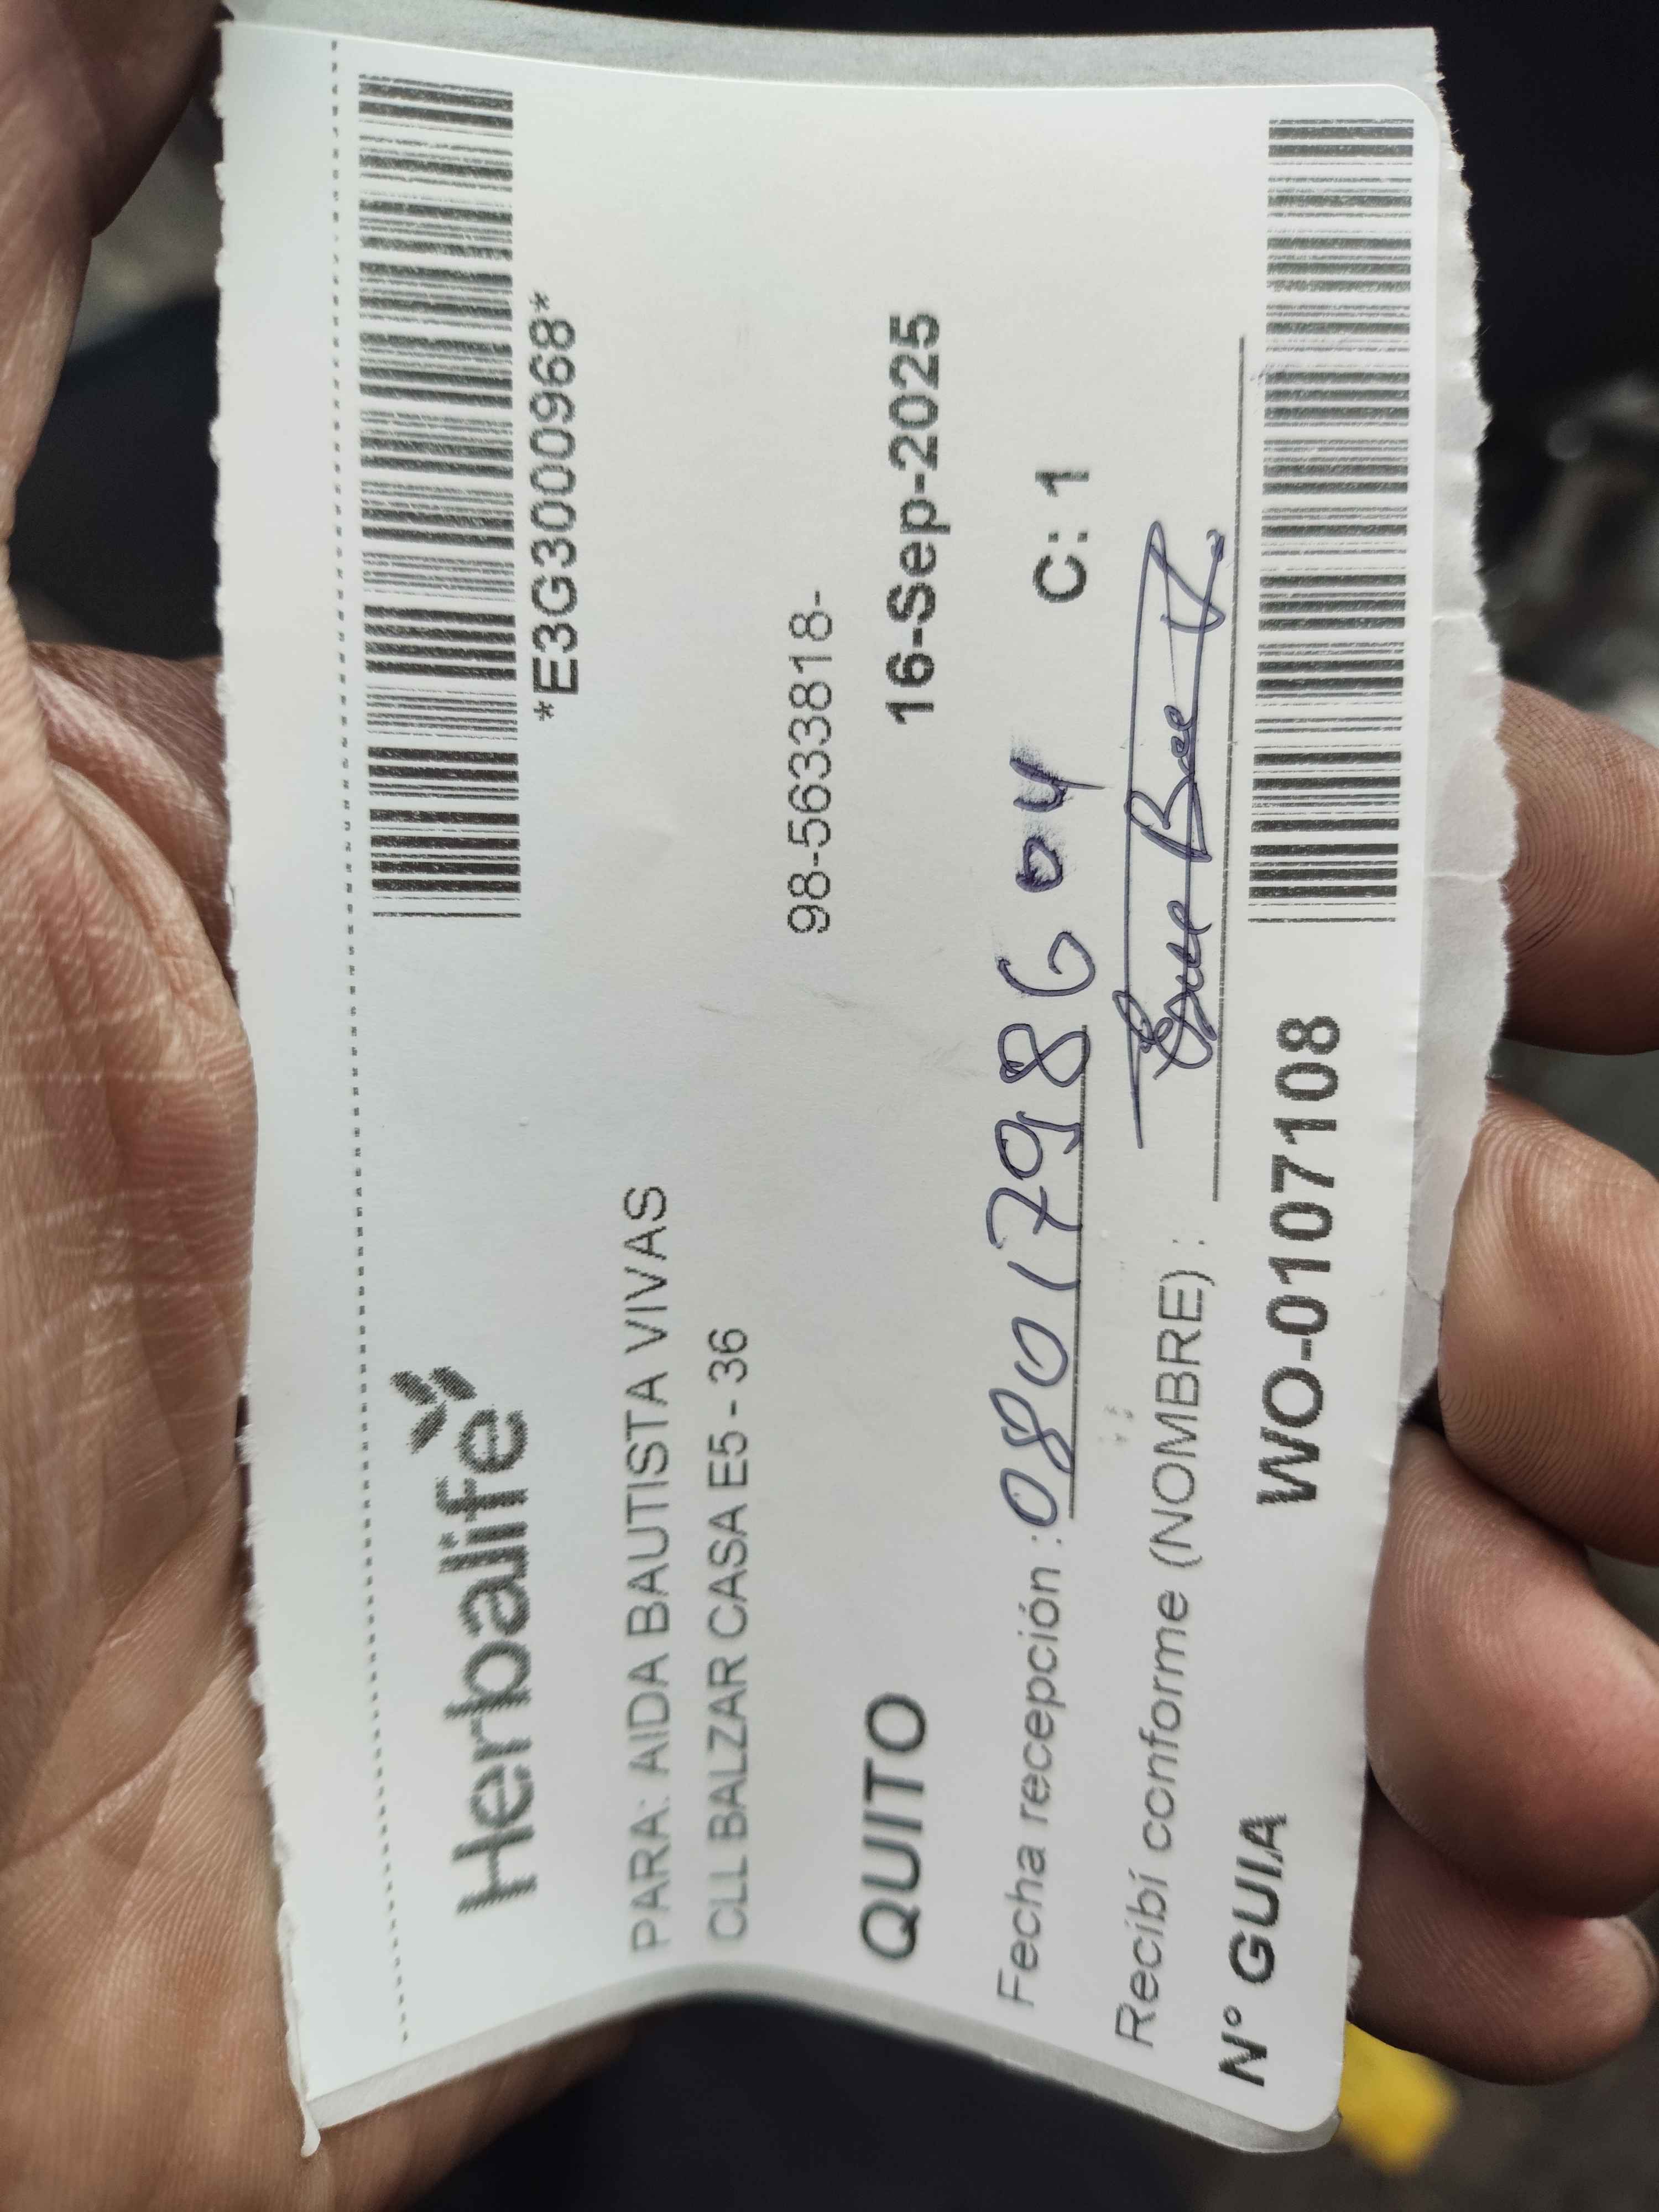 Herbalife
*E3G3000968*
PARA: AIDA BAUTISTA VIVAS
CLL BALZAR CASA E5 - 36
98-5633818-
QUITO 16-Sep-2025
Fecha recepción : 0801798604 C: 1
Recibí conforme (NOMBRE) :
N° GUIA WO-0107108